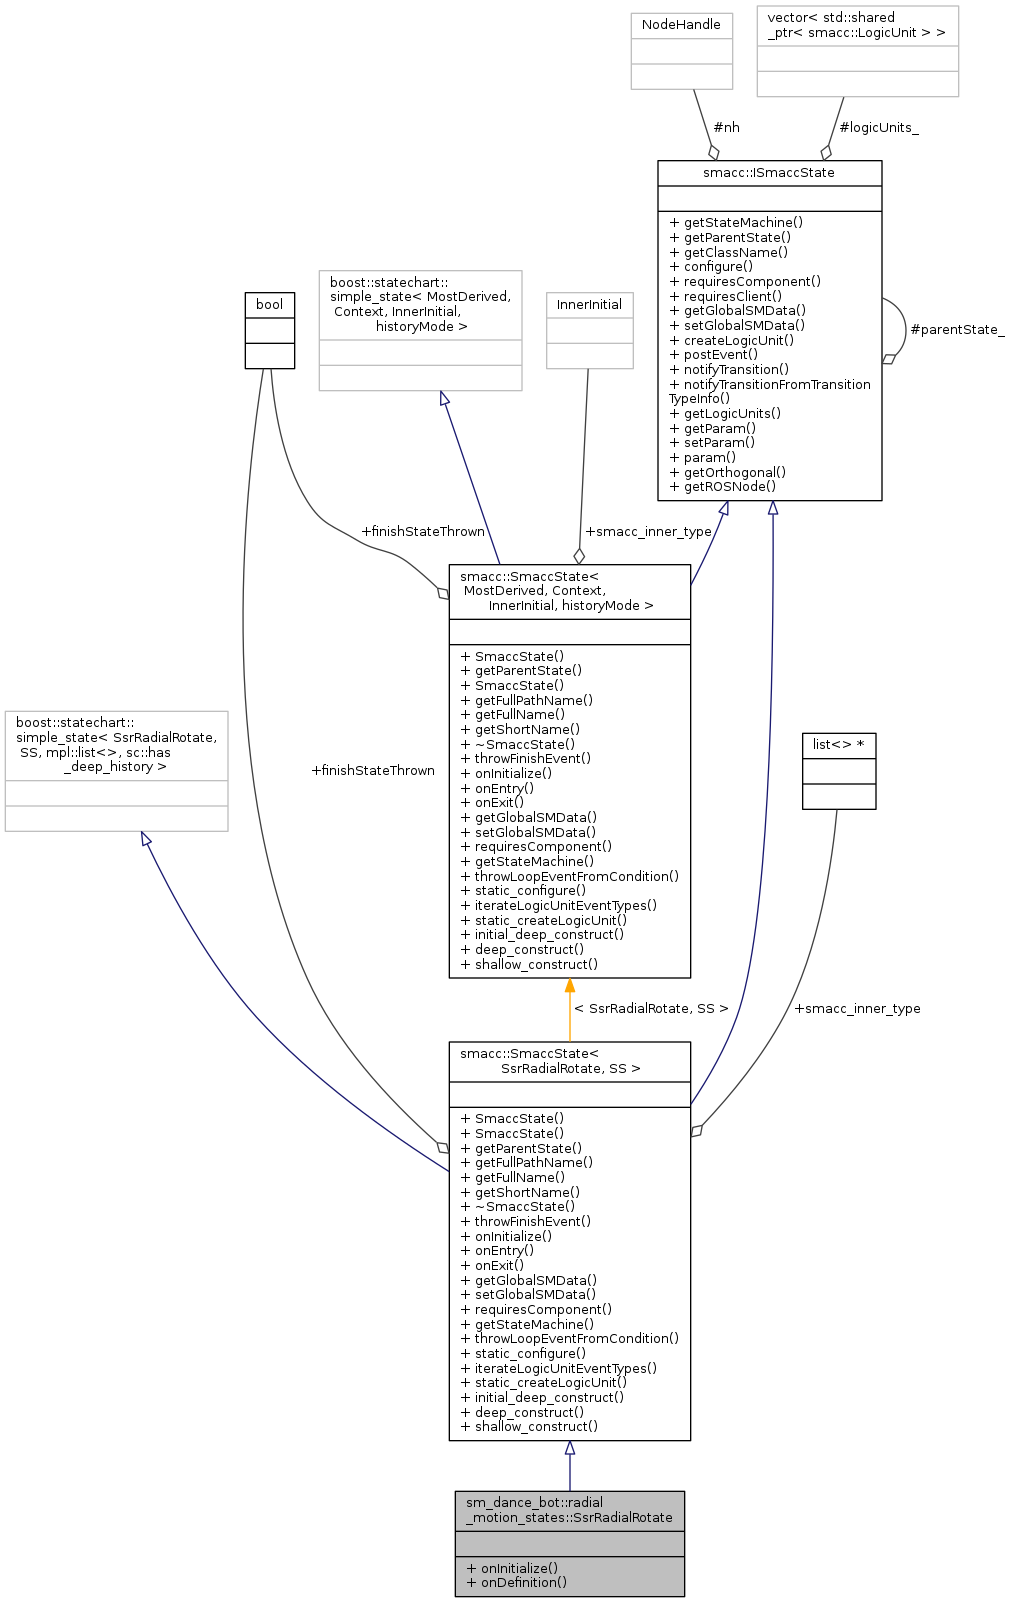 NodeHandle
vector< std::shared
_ptr< smacc::LogicUnit > >
#nh
#logicUnits_
smacc::ISmaccState
+ getStateMachine()
+ getParentState()
+ getClassName()
+ configure()
+ requiresComponent()
+ requiresClient()
+ getGlobalSMData()
+ setGlobalSMData()
+ createLogicUnit()
+ postEvent()
+ notifyTransition()
+ notifyTransitionFromTransition
TypeInfo()
+ getLogicUnits()
+ getParam()
+ setParam()
+ param()
+ getOrthogonal()
+ getROSNode()
#parentState_
bool
boost::statechart::
simple_state< MostDerived,
Context, InnerInitial,
historyMode >
InnerInitial
+finishStateThrown
+smacc_inner_type
smacc::SmaccState<
MostDerived, Context,
InnerInitial, historyMode >
+ SmaccState()
+ getParentState()
+ SmaccState()
+ getFullPathName()
+ getFullName()
+ getShortName()
+ ~SmaccState()
+ throwFinishEvent()
+ onInitialize()
+ onEntry()
+ onExit()
+ getGlobalSMData()
+ setGlobalSMData()
+ requiresComponent()
+ getStateMachine()
+ throwLoopEventFromCondition()
+ static_configure()
+ iterateLogicUnitEventTypes()
+ static_createLogicUnit()
+ initial_deep_construct()
+ deep_construct()
+ shallow_construct()
boost::statechart::
simple_state< SsrRadialRotate,
SS, mpl::list<>, sc::has
_deep_history >
+finishStateThrown
list<> *
< SsrRadialRotate, SS >
+smacc_inner_type
smacc::SmaccState<
SsrRadialRotate, SS >
+ SmaccState()
+ SmaccState()
+ getParentState()
+ getFullPathName()
+ getFullName()
+ getShortName()
+ ~SmaccState()
+ throwFinishEvent()
+ onInitialize()
+ onEntry()
+ onExit()
+ getGlobalSMData()
+ setGlobalSMData()
+ requiresComponent()
+ getStateMachine()
+ throwLoopEventFromCondition()
+ static_configure()
+ iterateLogicUnitEventTypes()
+ static_createLogicUnit()
+ initial_deep_construct()
+ deep_construct()
+ shallow_construct()
sm_dance_bot::radial
_motion_states::SsrRadialRotate
+ onInitialize()
+ onDefinition()